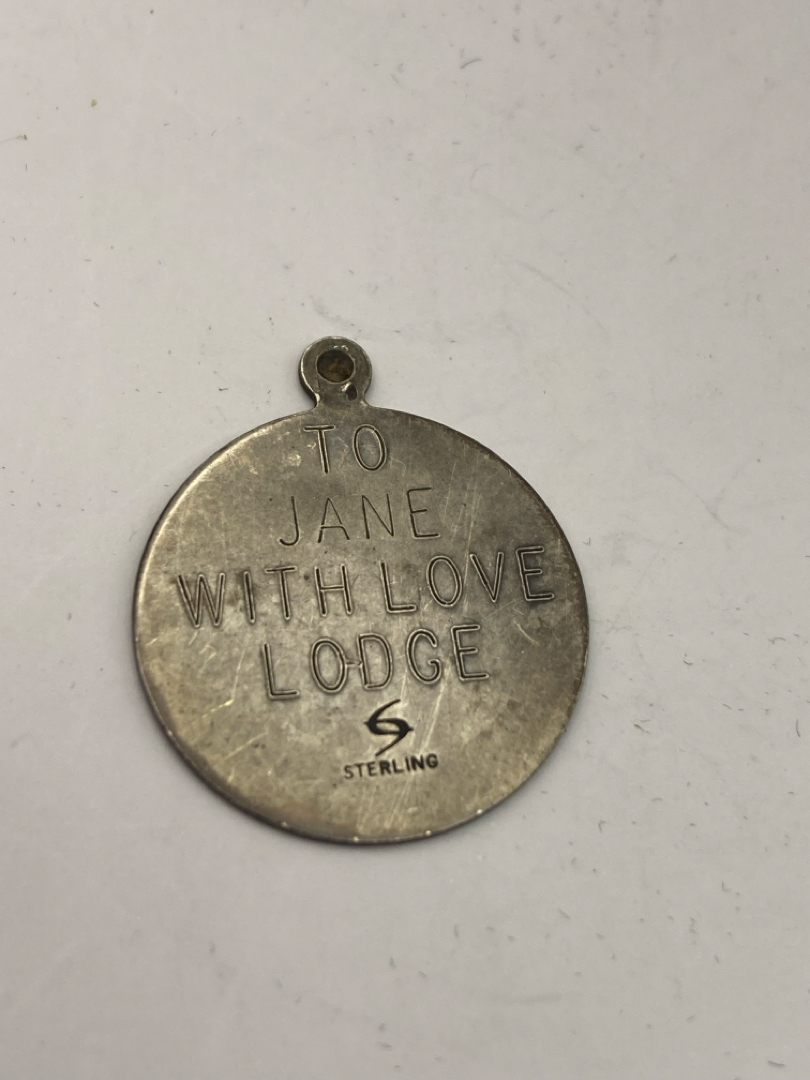 TO
JANE
WITH LOVE
LODGE
STERLING